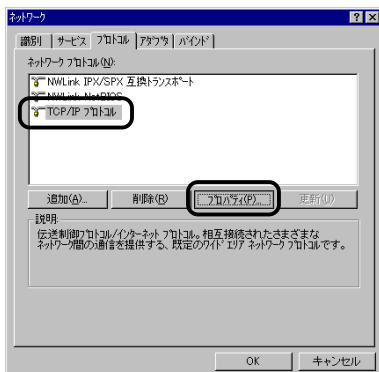 ネットワーク
識別 サービス プロトコル アダプタ バインド
ネットワーク プロトコル(N):
NWLink IPX/SPX 互換トランスポート
NWLink NetBIOS
TCP/IP プロトコル
追加(A)... 削除(R) プロパティ(P)... 更新(U)
説明:
伝送制御プロトコル/インターネット プロトコル。相互接続されたさまざまな
ネットワーク間の通信を提供する、既定のワイド エリア ネットワーク プロトコルです。
OK キャンセル